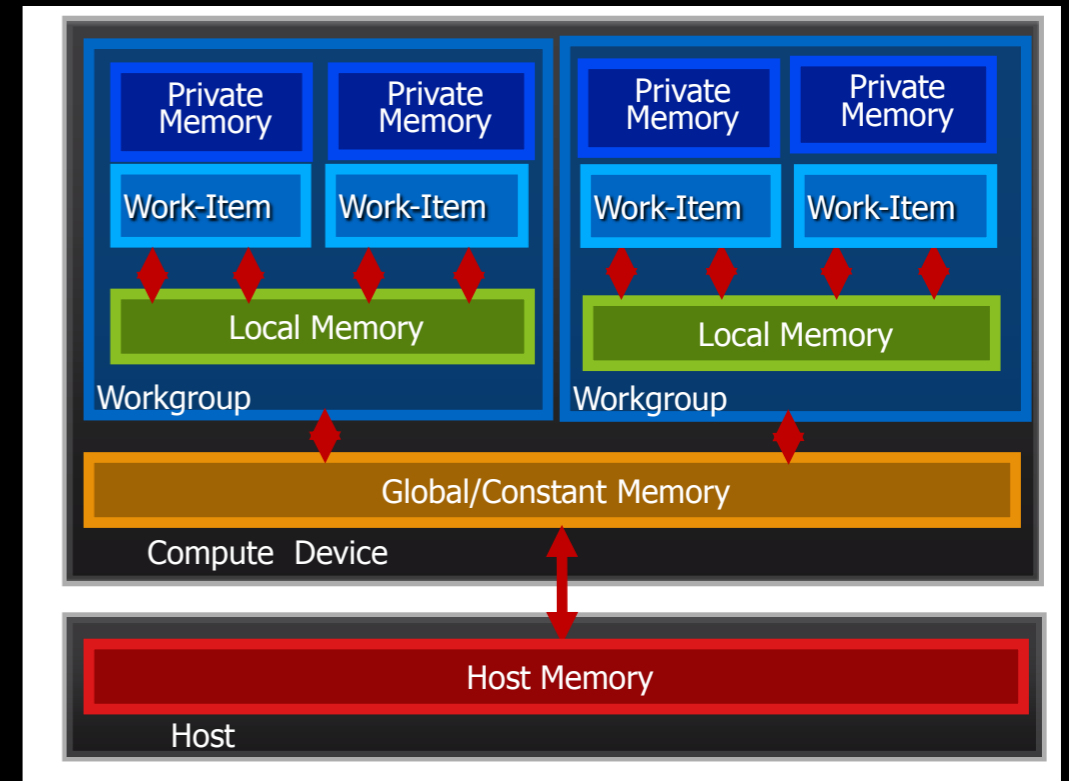 Private
Memory
Private
Memory
Private
Memory
Private
Memory
Work-Item
Work-Item
Work-Item
Work-Item
Local Memory
Local Memory
Workgroup
Workgroup
Global/Constant Memory
Compute Device
Host Memory
Host